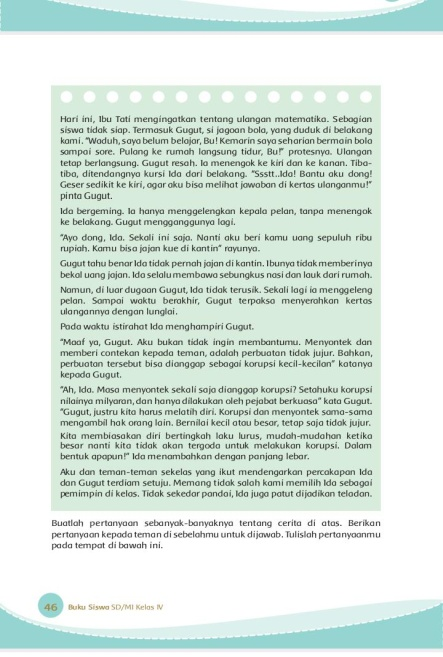 Hari ini, Ibu Tati mengingatkan tentang ulangan matematika. Sebagian
siswa tidak siap. Termasuk Gugut, si jagoan bola, yang duduk di belakang
kami. "Waduh, saya belum belajar, Bu! Kemarin saya seharian bermain bola
sampai sore. Pulang ke rumah langsung tidur, Bu!" protesnya. Ulangan
tetap berlangsung. Gugut resah. Ia menengok ke kiri dan ke kanan. Tiba-
tiba, ditendangnya kursi Ida dari belakang. "Sssttt..Ida! Bantu aku dong!
Geser sedikit ke kiri, agar aku bisa melihat jawaban di kertas ulanganmu!"
pinta Gugut.
Ida bergeming. Ia hanya menggelengkan kepala pelan, tanpa menengok
ke belakang. Gugut mengganggunya lagi.
"Ayo dong, Ida. Sekali ini saja. Nanti aku beri kamu uang sepuluh ribu
rupiah. Kamu bisa jajan kue di kantin" rayunya.
Gugut tahu benar Ida tidak pernah jajan di kantin. Ibunya tidak memberinya
bekal uang jajan. Ida selalu membawa sebungkus nasi dan lauk dari rumah.
Namun, di luar dugaan Gugut, Ida tidak terusik. Sekali lagi ia menggeleng
pelan. Sampai waktu berakhir, Gugut terpaksa menyerahkan kertas
ulangannya dengan lunglai.
Pada waktu istirahat Ida menghampiri Gugut.
"Maaf ya, Gugut. Aku bukan tidak ingin membantumu. Menyontek dan
memberi contekan kepada teman, adalah perbuatan tidak jujur. Bahkan,
perbuatan tersebut bisa dianggap sebagai korupsi kecil-kecilan" katanya
kepada Gugut.
"Ah, Ida. Masa menyontek sekali saja dianggap korupsi? Setahuku korupsi
nilainya milyaran, dan hanya dilakukan oleh pejabat berkuasa" kata Gugut.
"Gugut, justru kita harus melatih diri. Korupsi dan menyontek sama-sama
mengambil hak orang lain. Bernilai kecil atau besar, tetap saja tidak jujur.
Kita membiasakan diri bertingkah laku lurus, mudah-mudahan ketika
besar nanti kita tidak akan tergoda untuk melakukan korupsi. Dalam
bentuk apapun!" Ida menambahkan dengan panjang lebar.
Aku dan teman-teman sekelas yang ikut mendengarkan percakapan Ida
dan Gugut terdiam setuju. Memang tidak salah kami memilih Ida sebagai
pemimpin di kelas. Tidak sekedar pandai, Ida juga patut dijadikan teladan.
Buatlah pertanyaan sebanyak-banyaknya tentang cerita di atas. Berikan
pertanyaan kepada teman di sebelahmu untuk dijawab. Tulislah pertanyaanmu
pada tempat di bawah ini.
46 Buku Siswa SD/MI Kelas IV